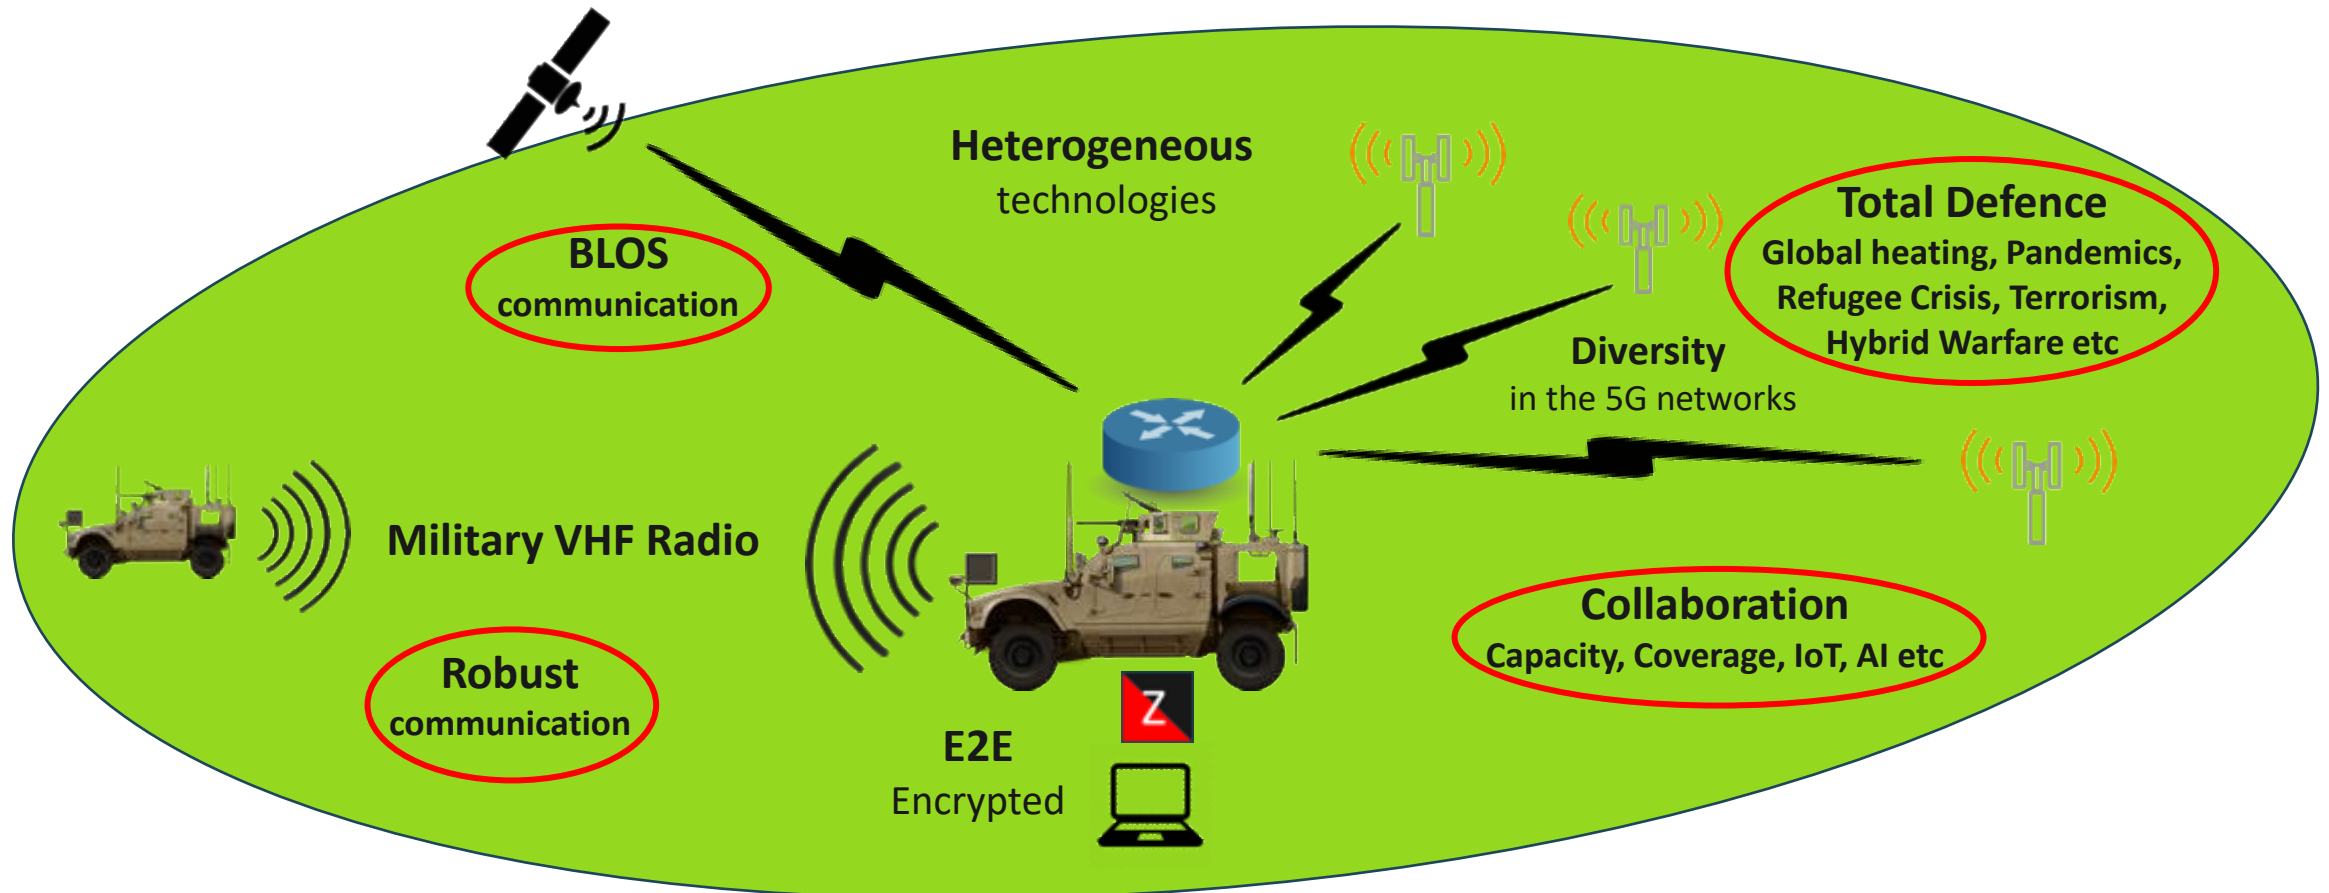 Heterogeneous
technologies
Total Defence
Global heating, Pandemics,
Refugee Crisis, Terrorism,
Hybrid Warfare etc
BLOS
communication
Diversity
in the 5G networks
Military VHF Radio
Collaboration
Capacity, Coverage, IoT, AI etc
Robust
communication
E2E
Encrypted
Z